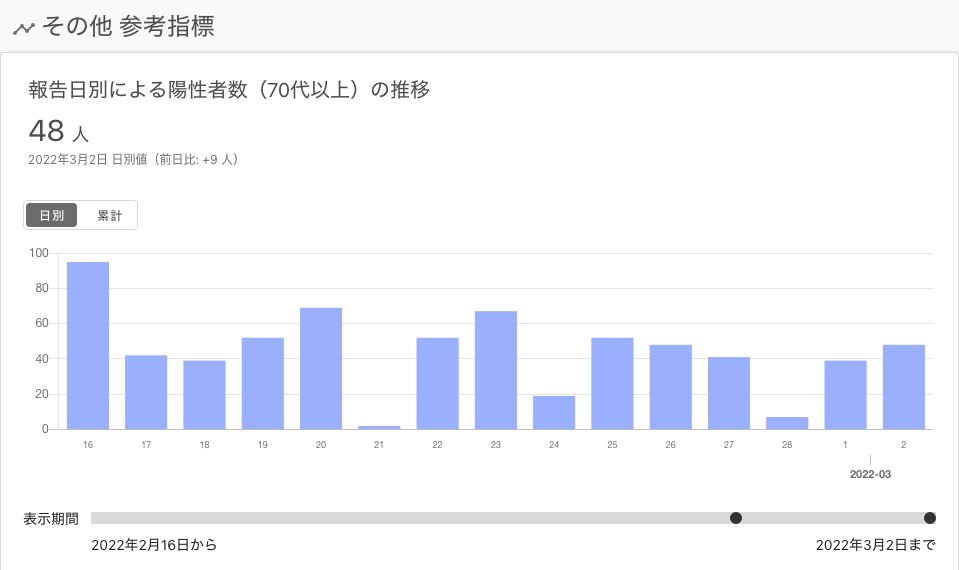 その他 参考指標
報告日別による陽性者数（70代以上）の推移
48 人
2022年3月2日 日別値（前日比: +9 人）
日別 累計
100
80
60
40
20
0
16 17 18 19 20 21 22 23 24 25 26 27 28 1 2
2022-03
表示期間
2022年2月16日から 2022年3月2日まで